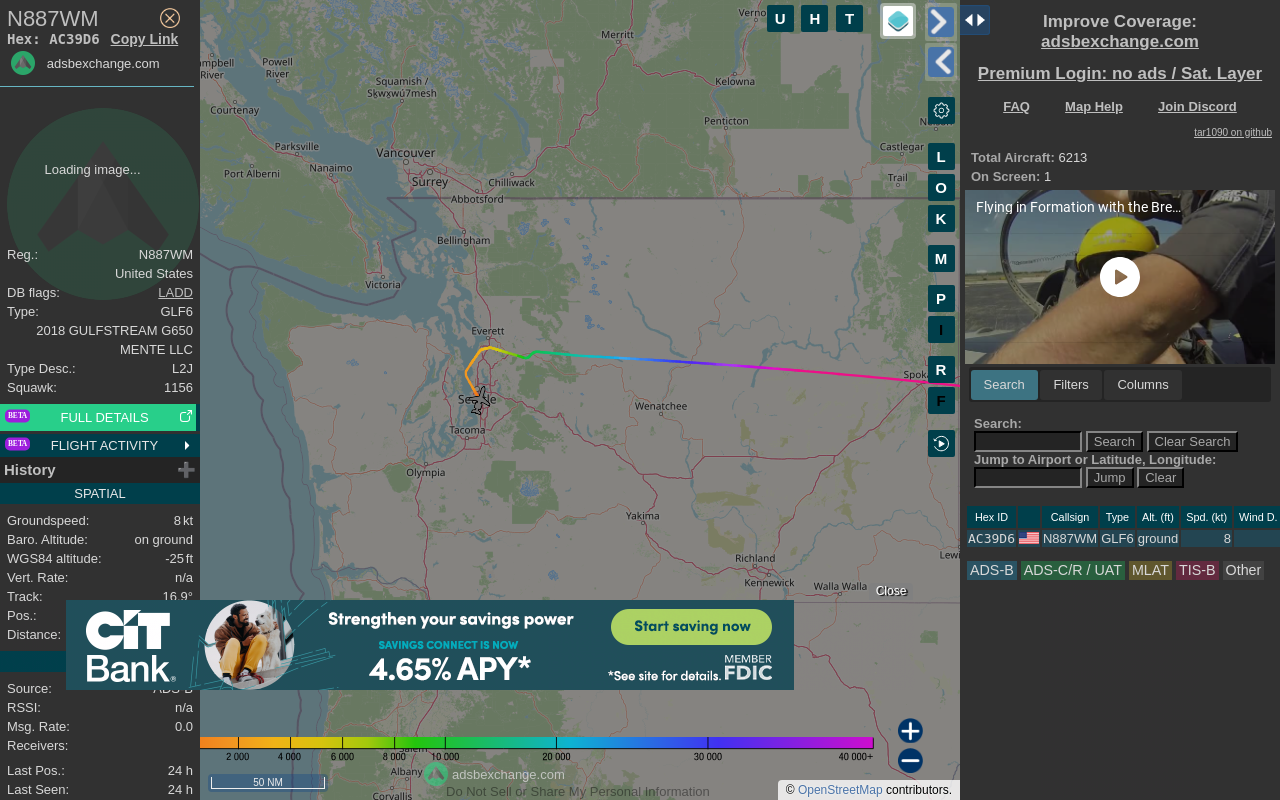 N887WM
Hex: AC39D6 Copy Link
adsbexchange.com
Loading image...
Reg.: N887WM
United States
DB flags: LADD
Type: GLF6
2018 GULFSTREAM G650
MENTE LLC
Type Desc.: L2J
Squawk: 1156
BETA FULL DETAILS
BETA FLIGHT ACTIVITY
History
SPATIAL
Groundspeed: 8 kt
Baro. Altitude: on ground
WGS84 altitude: -25 ft
Vert. Rate: n/a
Track: 16.9°
Pos.:
Distance:
Source: ADS-B
RSSI: n/a
Msg. Rate: 0.0
Receivers:
Last Pos.: 24 h
Last Seen: 24 h
Merritt
Powell River
Campbell River
Squamish / Sḵwx̱wú7mesh
Courtenay
Kelowna
Penticton
Parksville
Vancouver
Nanaimo
Port Alberni
Surrey
Chilliwack
Abbotsford
Castlegar
Trail
Bellingham
Victoria
Everett
Tacoma
Olympia
Wenatchee
Yakima
Richland
Kennewick
Walla Walla
Albany
Corvallis
U H T
L
O
K
M
P
I
R
F
Close
CIT Bank®
Strengthen your savings power
SAVINGS CONNECT IS NOW
4.65% APY*
Start saving now
*See site for details. MEMBER FDIC
2 000 4 000 6 000 8 000 10 000 20 000 30 000 40 000+
50 NM
adsbexchange.com
Do Not Sell or Share My Personal Information
© OpenStreetMap contributors.
Improve Coverage:
adsbexchange.com
Premium Login: no ads / Sat. Layer
FAQ Map Help Join Discord
tar1090 on github
Total Aircraft: 6213
On Screen: 1
Flying in Formation with the Bre...
Search Filters Columns
Search:
Search Clear Search
Jump to Airport or Latitude, Longitude:
Jump Clear
Hex ID Callsign Type Alt. (ft) Spd. (kt) Wind D.
AC39D6 N887WM GLF6 ground 8
ADS-B ADS-C/R / UAT MLAT TIS-B Other